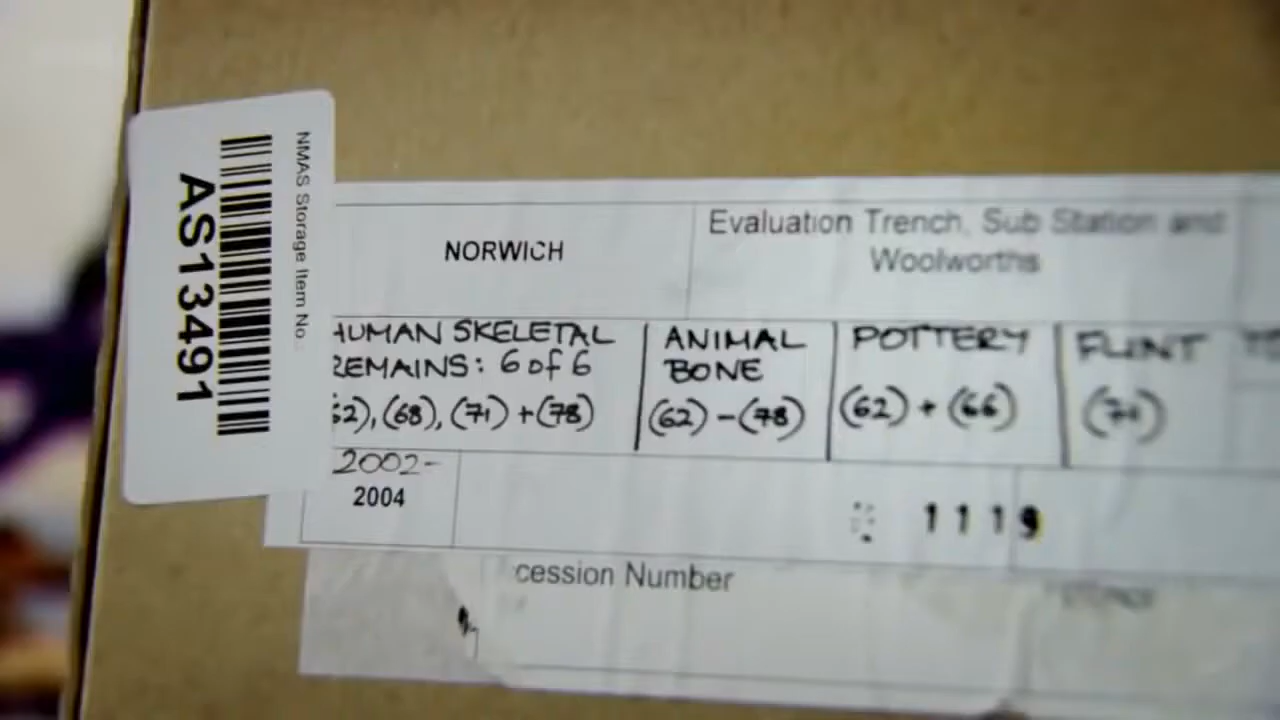 NMAS Storage Item No.
AS13491
NORWICH
Evaluation Trench, Sub Station and
Woolworths
HUMAN SKELETAL
REMAINS: 6 of 6
62), (68), (71) + (78)
ANIMAL
BONE
(62) - (78)
POTTERY
(62) + (66)
FLINT
(71)
2002-
2004
1119
cession Number